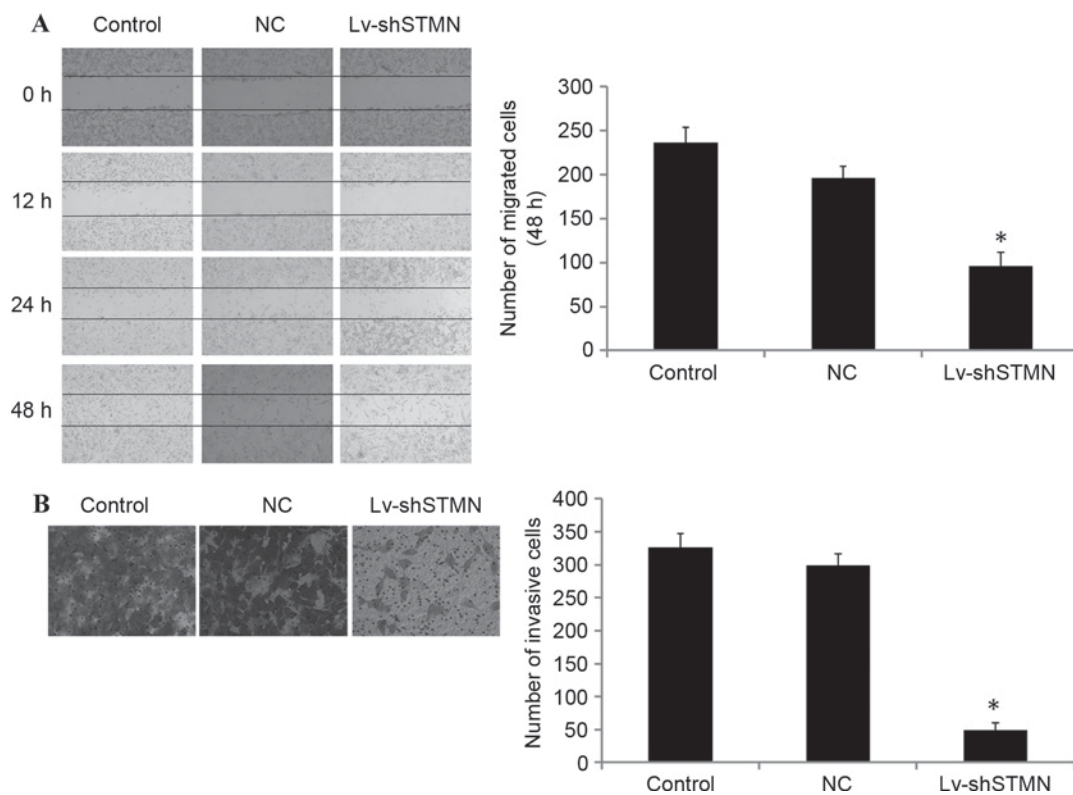 A
Control
NC
Lv-shSTMN
0 h
12 h
24 h
48 h
Number of migrated cells
(48 h)
300
250
200
150
100
50
0
*
Control
NC
Lv-shSTMN
B
Control
NC
Lv-shSTMN
Number of invasive cells
400
350
300
250
200
150
100
50
0
*
Control
NC
Lv-shSTMN